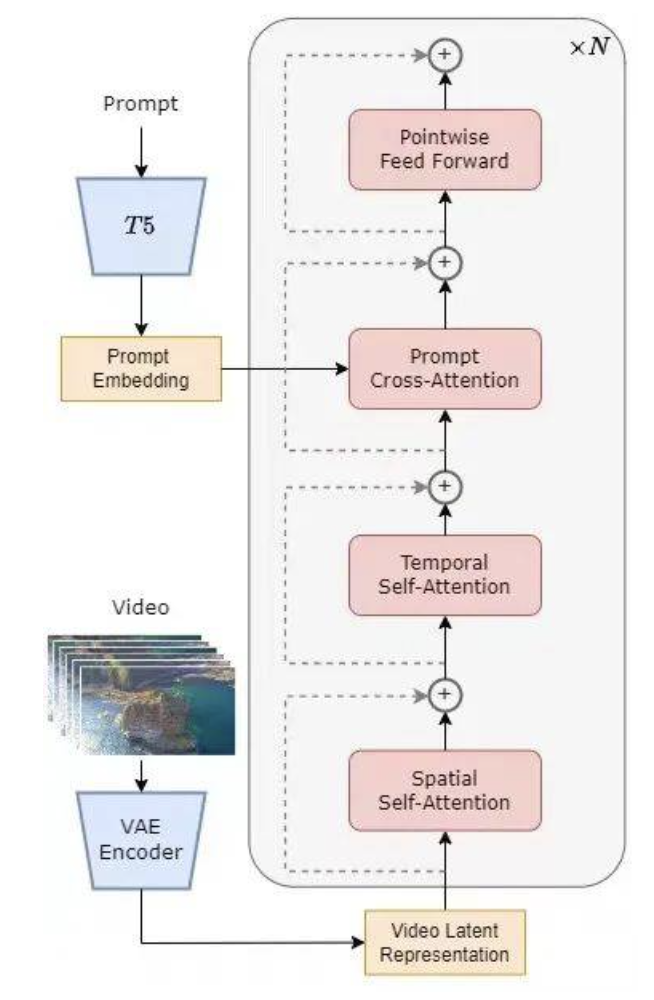 ×N
Pointwise
Feed Forward
Prompt
T5
Prompt
Embedding
Prompt
Cross-Attention
Temporal
Self-Attention
Video
Spatial
Self-Attention
VAE
Encoder
Video Latent
Representation